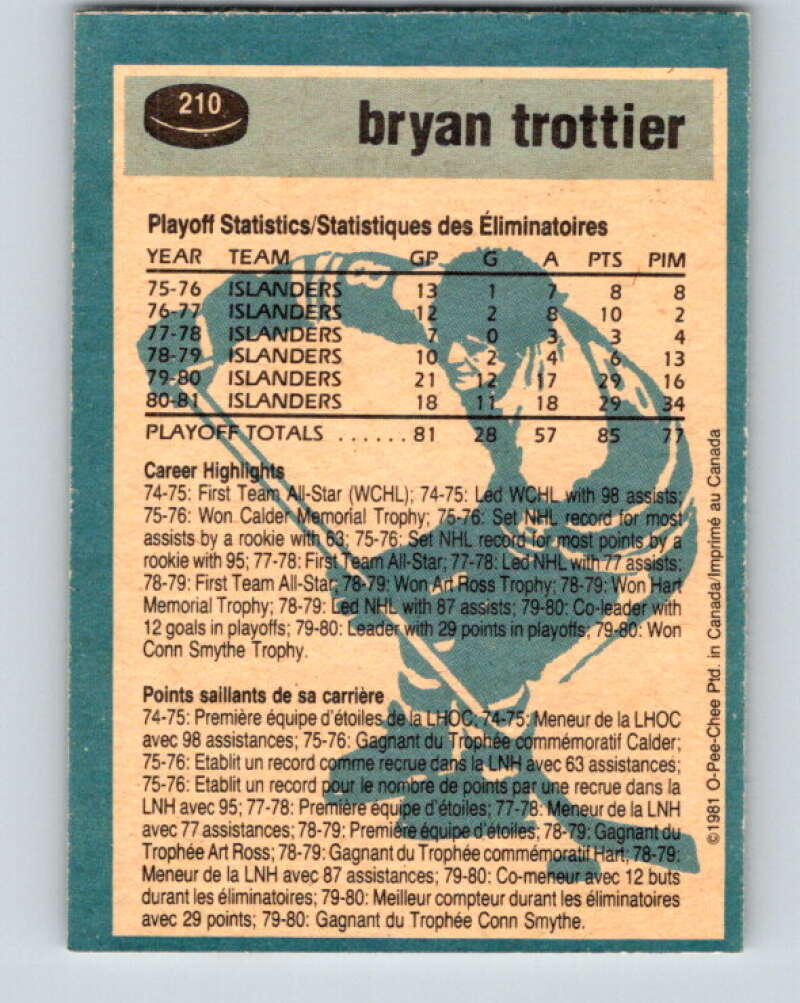 210
bryan trottier
Playoff Statistics/Statistiques des Éliminatoires
YEAR TEAM GP G A PTS PIM
75-76 ISLANDERS 13 1 7 8 8
76-77 ISLANDERS 12 2 8 10 2
77-78 ISLANDERS 7 0 3 3 4
78-79 ISLANDERS 10 2 4 6 13
79-80 ISLANDERS 21 12 17 29 16
80-81 ISLANDERS 18 11 18 29 34
PLAYOFF TOTALS ...... 81 28 57 85 77
Career Highlights
74-75: First Team All-Star (WCHL); 74-75: Led WCHL with 98 assists;
75-76: Won Calder Memorial Trophy; 75-76: Set NHL record for most
assists by a rookie with 63; 75-76: Set NHL record for most points by a
rookie with 95; 77-78: First Team All-Star; 77-78: Led NHL with 77 assists;
78-79: First Team All-Star; 78-79: Won Art Ross Trophy; 78-79: Won Hart
Memorial Trophy; 78-79: Led NHL with 87 assists; 79-80: Co-leader with
12 goals in playoffs; 79-80: Leader with 29 points in playoffs; 79-80: Won
Conn Smythe Trophy.
Points saillants de sa carrière
74-75: Première équipe d'étoiles de la LHOC; 74-75: Meneur de la LHOC
avec 98 assistances; 75-76: Gagnant du Trophée commémoratif Calder;
75-76: Etablit un record comme recrue dans la LNH avec 63 assistances;
75-76: Etablit un record pour le nombre de points par une recrue dans la
LNH avec 95; 77-78: Première équipe d'étoiles; 77-78: Meneur de la LNH
avec 77 assistances; 78-79: Première équipe d'étoiles; 78-79: Gagnant du
Trophée Art Ross; 78-79: Gagnant du Trophée commémoratif Hart; 78-79:
Meneur de la LNH avec 87 assistances; 79-80: Co-meneur avec 12 buts
durant les éliminatoires; 79-80: Meilleur compteur durant les éliminatoires
avec 29 points; 79-80: Gagnant du Trophée Conn Smythe.
©1981 O-Pee-Chee Ptd. in Canada/Imprimé au Canada